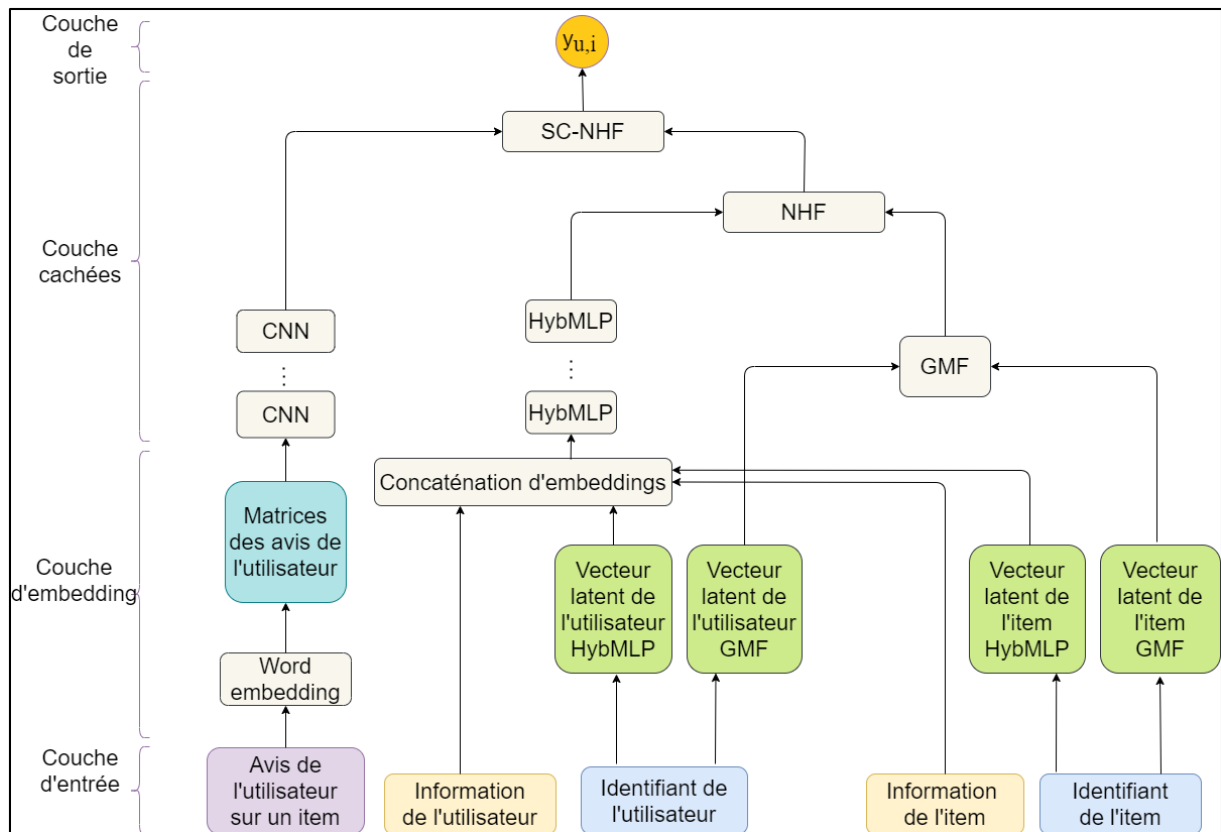 Couche
de
sortie
yu,i
SC-NHF
NHF
Couche
cachées
CNN
HybMLP
GMF
⋮
⋮
CNN
HybMLP
Concaténation d'embeddings
Matrices
des avis de
l'utilisateur
Couche
d'embedding
Vecteur
latent de
l'utilisateur
HybMLP
Vecteur
latent de
l'utilisateur
GMF
Vecteur
latent de
l'item
HybMLP
Vecteur
latent de
l'item
GMF
Word
embedding
Couche
d'entrée
Avis de
l'utilisateur
sur un item
Information
de l'utilisateur
Identifiant de
l'utilisateur
Information
de l'item
Identifiant
de l'item